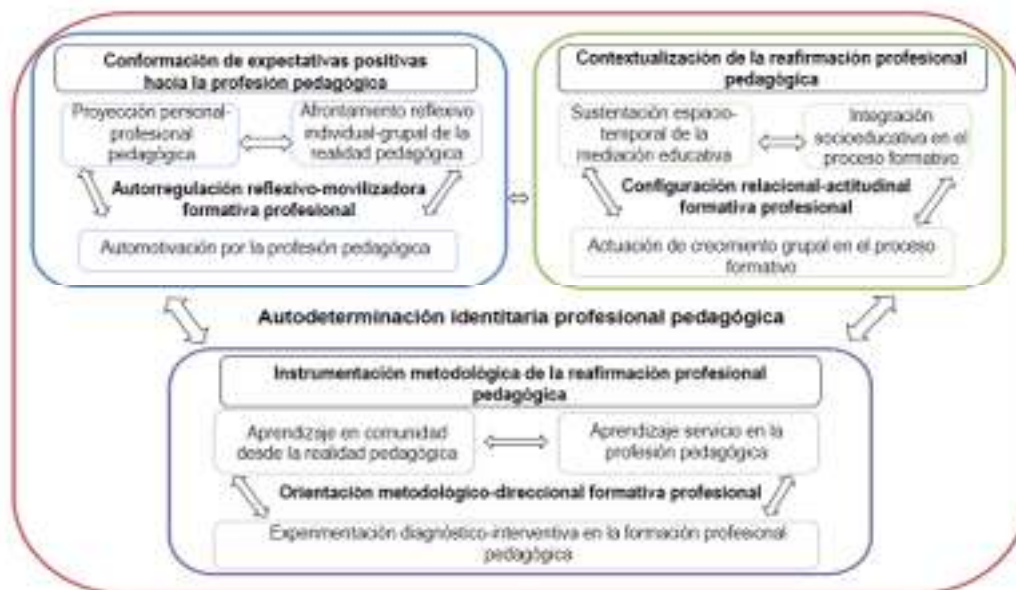 Conformación de expectativas positivas
hacia la profesión pedagógica
Proyección personal-
profesional
pedagógica
Afrontamiento reflexivo
individual-grupal de la
realidad pedagógica
Autorregulación reflexivo-movilizadora
formativa profesional
Automotivación por la profesión pedagógica
Contextualización de la reafirmación profesional
pedagógica
Sustentación espacio-
temporal de la
mediación educativa
Integración
socioeducativa en el
proceso formativo
Configuración relacional-actitudinal
formativa profesional
Actuación de crecimiento grupal en el proceso
formativo
Autodeterminación identitaria profesional pedagógica
Instrumentación metodológica de la reafirmación profesional
pedagógica
Aprendizaje en comunidad
desde la realidad pedagógica
Aprendizaje servicio en la
profesión pedagógica
Orientación metodológico-direccional formativa profesional
Experimentación diagnóstico-interventiva en la formación profesional
pedagógica